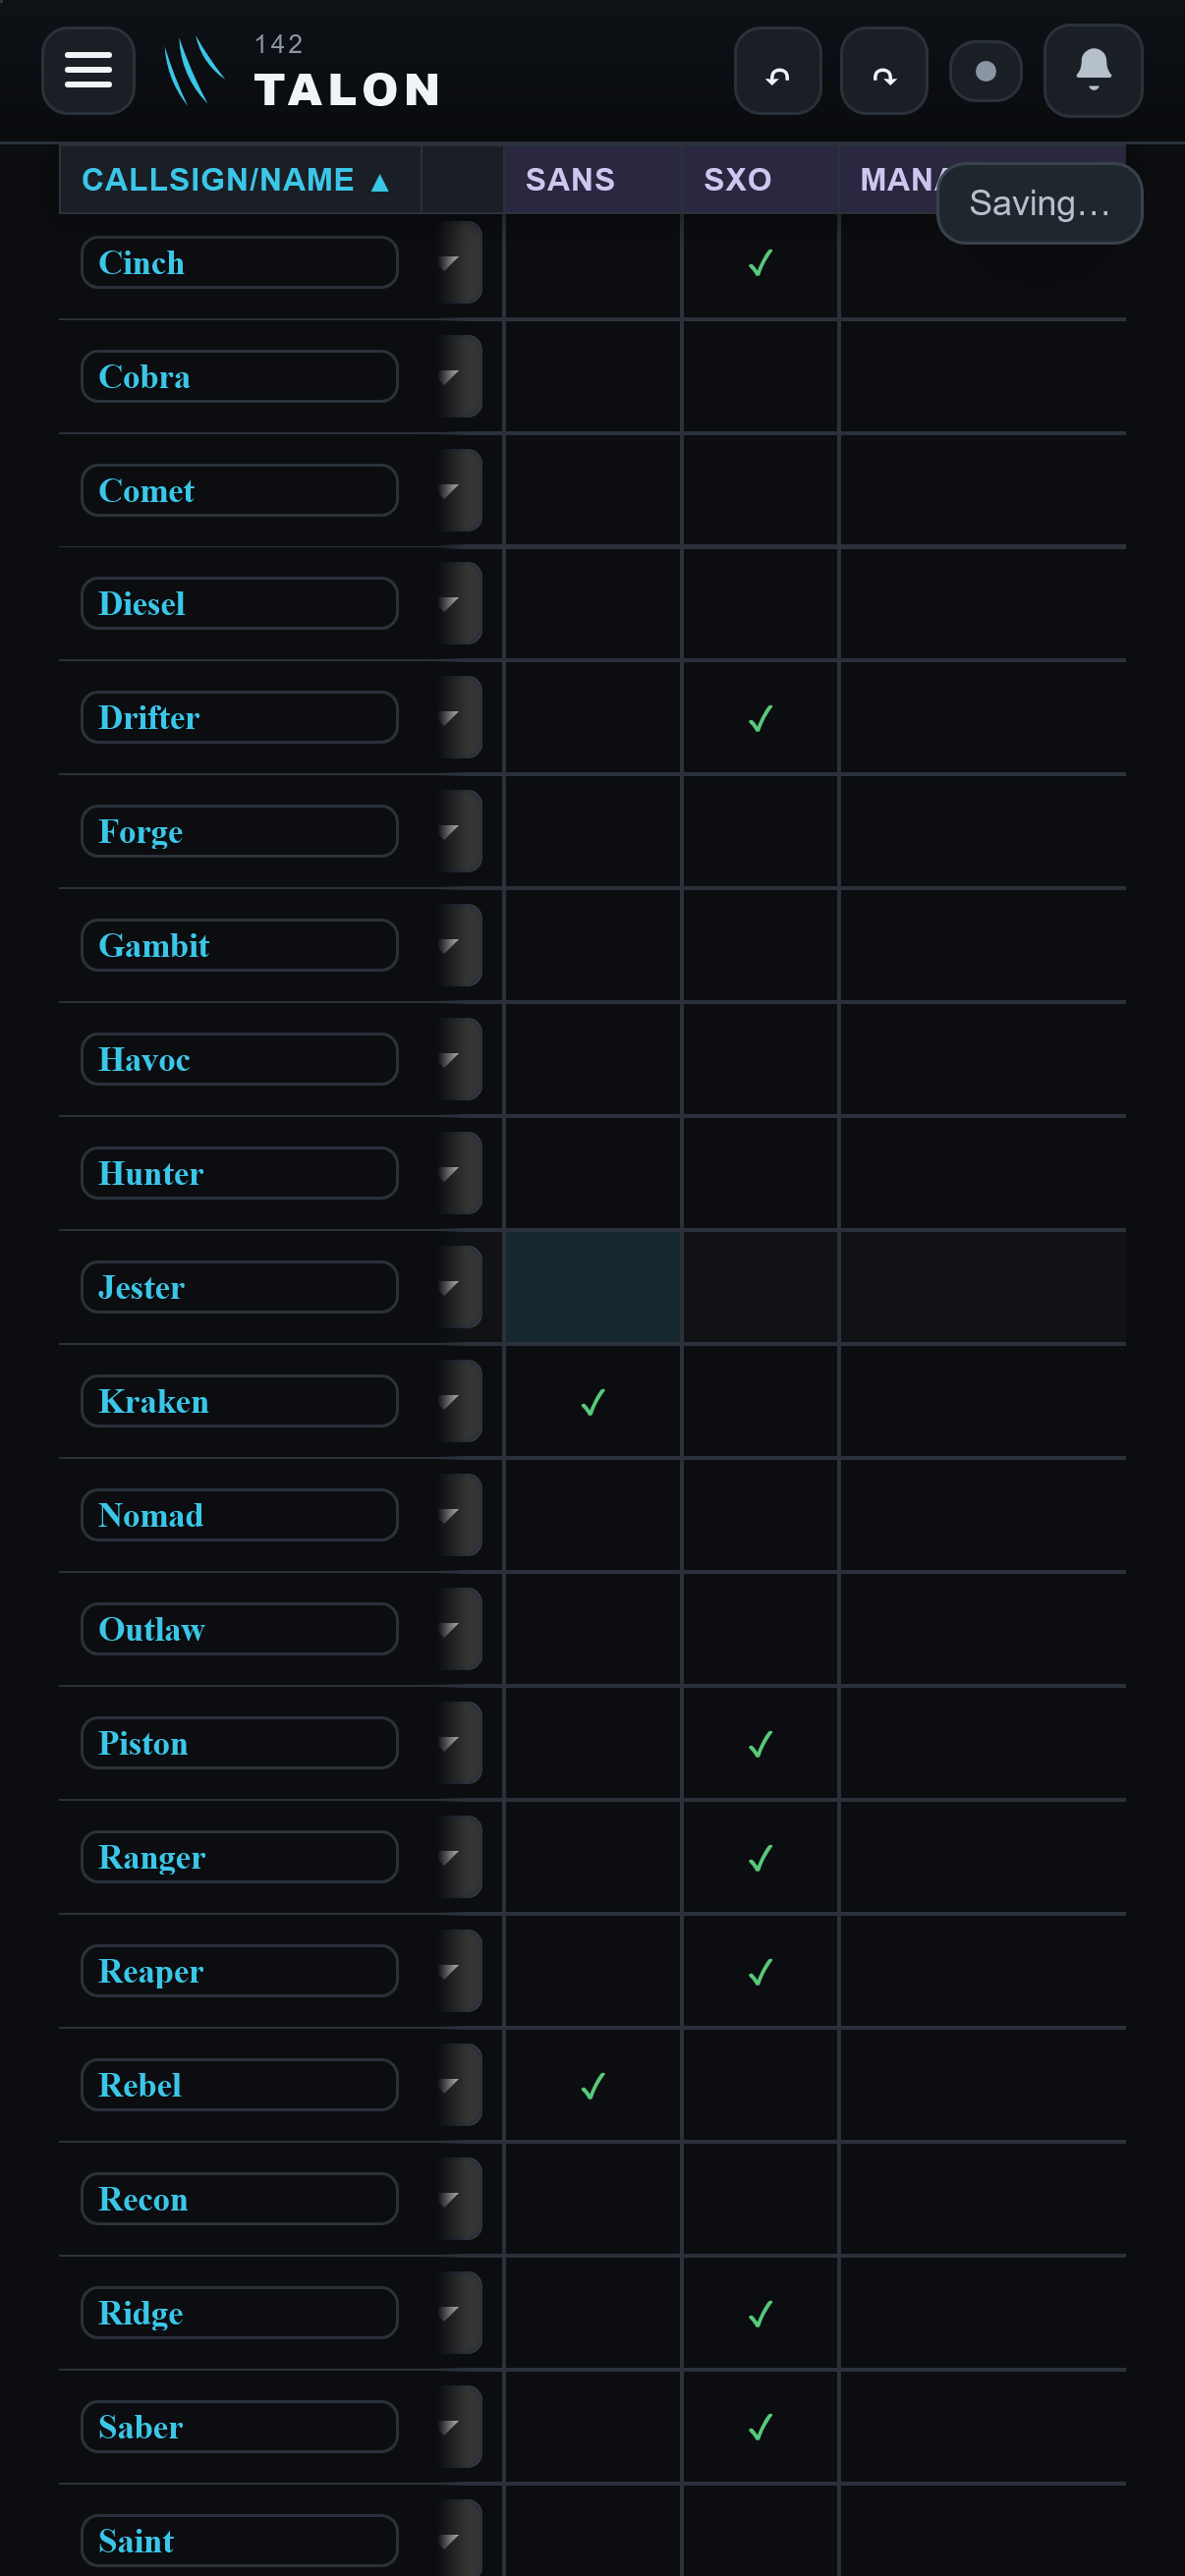 142
TALON
CALLSIGN/NAME ▲ SANS SXO MANA
Saving...
Cinch ✓
Cobra
Comet
Diesel
Drifter ✓
Forge
Gambit
Havoc
Hunter
Jester
Kraken ✓
Nomad
Outlaw
Piston ✓
Ranger ✓
Reaper ✓
Rebel ✓
Recon
Ridge ✓
Saber ✓
Saint